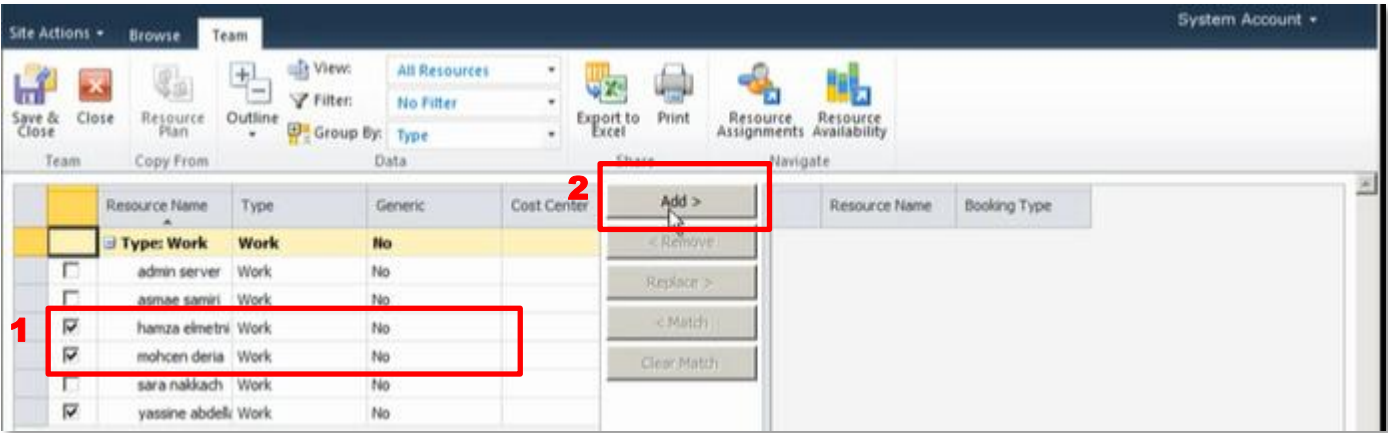 System Account
Site Actions Browse Team
Save & Close
Close
Resource Plan
Outline
View: All Resources
Filter: No Filter
Group By: Type
Export to Excel
Print
Resource Assignments
Resource Availability
Team Copy From Data Share Navigate
2
Resource Name Type Generic Cost Center Add > Resource Name Booking Type
Type: Work Work No < Remove
admin server Work No
Replace >
asmae samiri Work No
1
hamza elmetni Work No < Match
mohcen deria Work No Clear Match
sara nakkach Work No
yassine abdella Work No